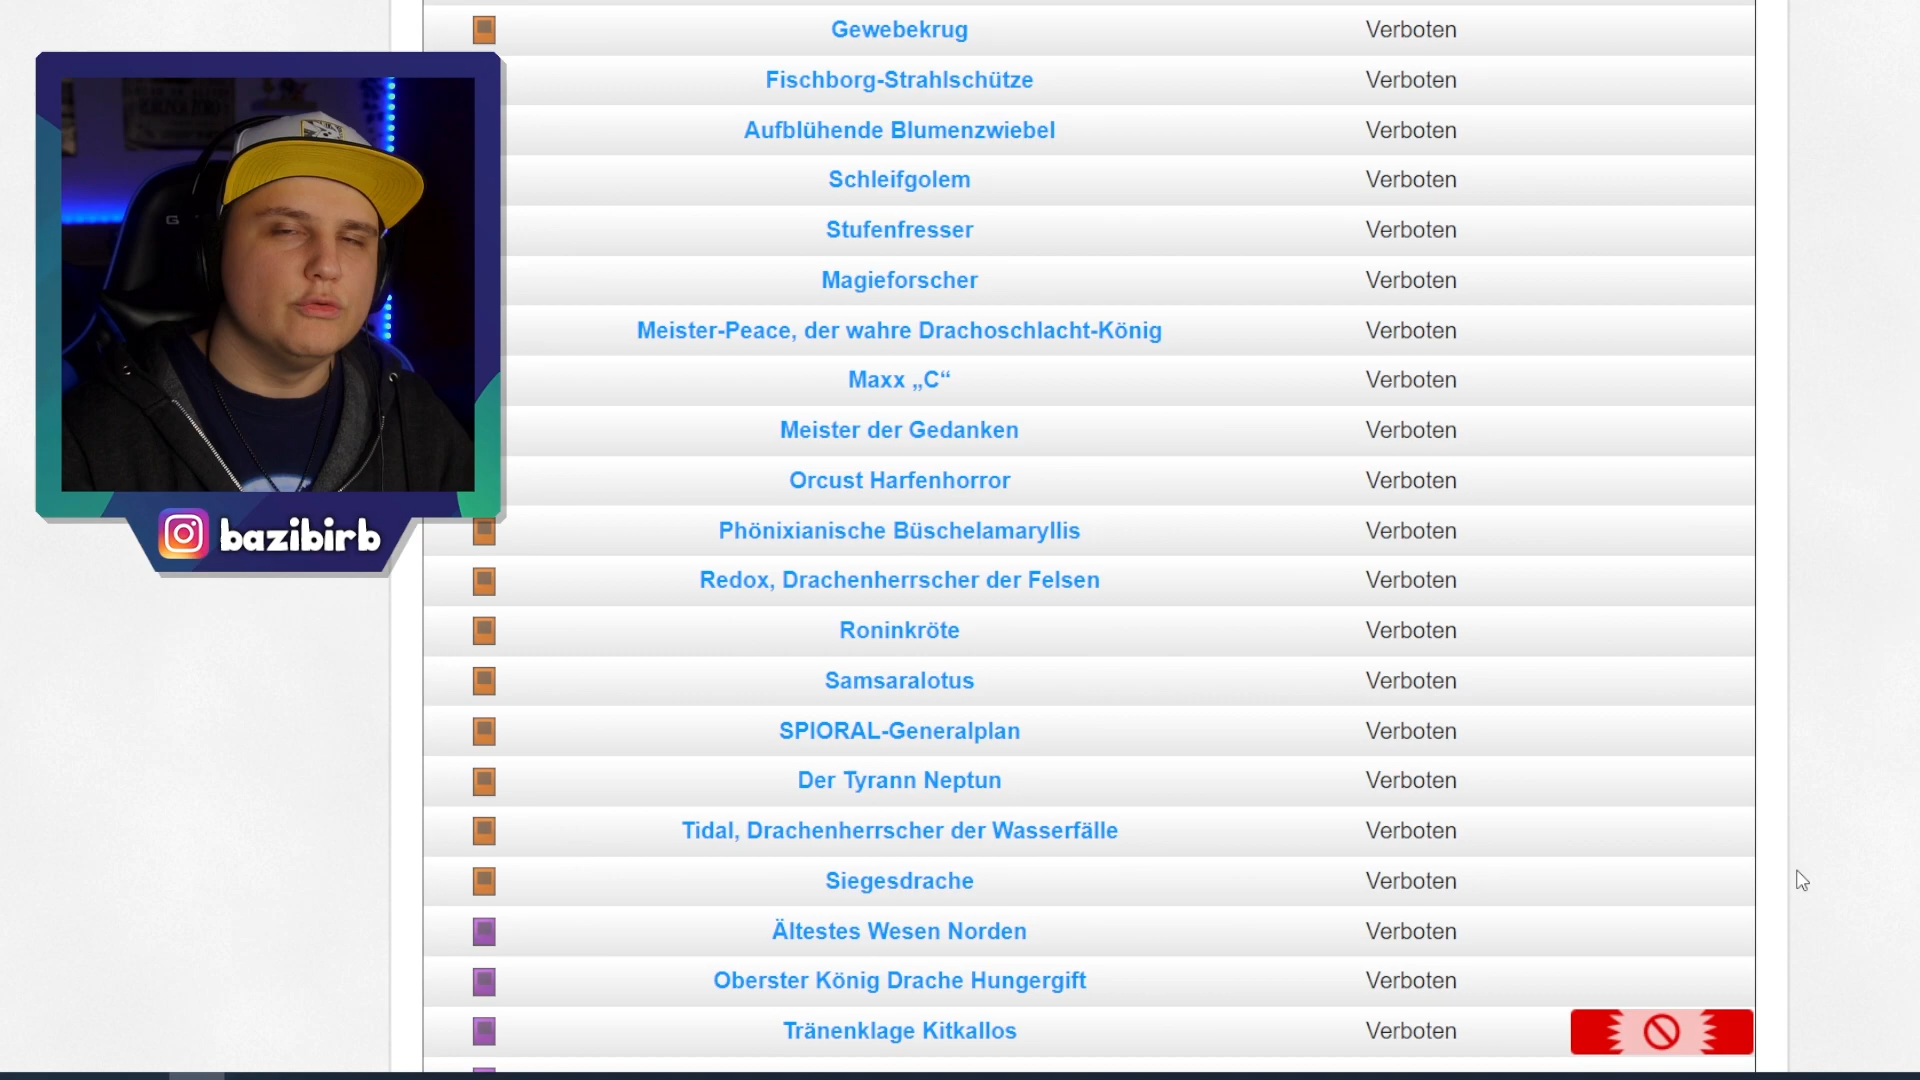 Gewebekrug Verboten
Fischborg-Strahlschütze Verboten
Aufblühende Blumenzwiebel Verboten
Schleifgolem Verboten
Stufenfresser Verboten
Magieforscher Verboten
Meister-Peace, der wahre Drachoschlacht-König Verboten
Maxx „C“ Verboten
Meister der Gedanken Verboten
Orcust Harfenhorror Verboten
Phönixianische Büschelamaryllis Verboten
Redox, Drachenherrscher der Felsen Verboten
Roninkröte Verboten
Samsaralotus Verboten
SPIORAL-Generalplan Verboten
Der Tyrann Neptun Verboten
Tidal, Drachenherrscher der Wasserfälle Verboten
Siegesdrache Verboten
Ältestes Wesen Norden Verboten
Oberster König Drache Hungergift Verboten
Tränenklage Kitkallos Verboten
bazibirb